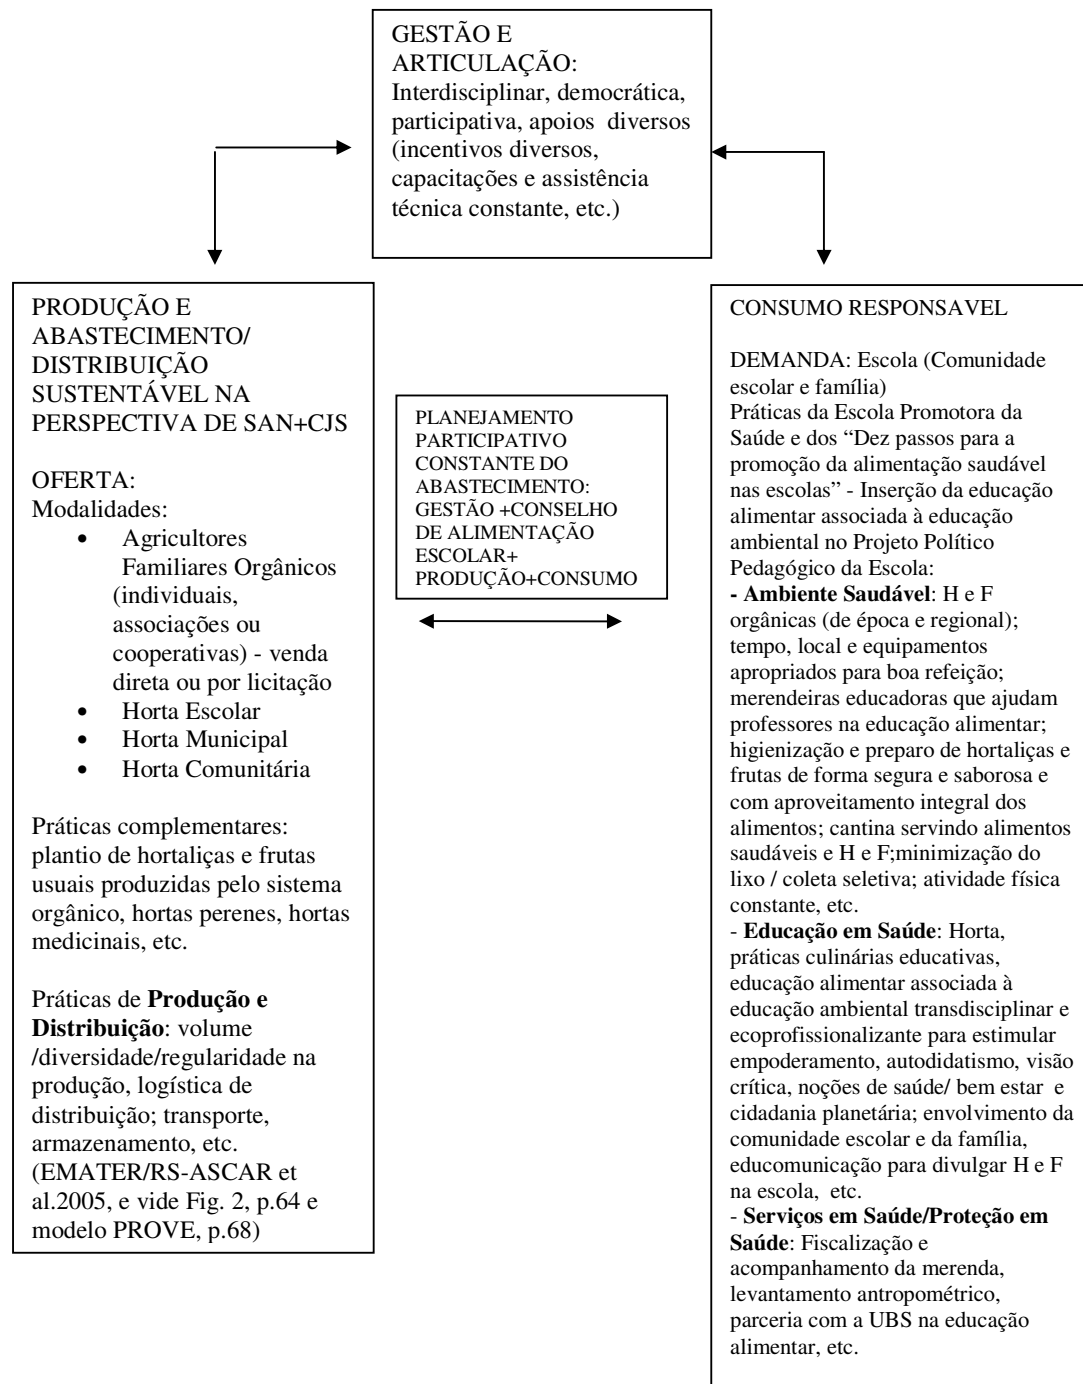 GESTÃO E
ARTICULAÇÃO:
Interdisciplinar, democrática,
participativa, apoios diversos
(incentivos diversos,
capacitações e assistência
técnica constante, etc.)
PRODUÇÃO E
ABASTECIMENTO/
DISTRIBUIÇÃO
SUSTENTÁVEL NA
PERSPECTIVA DE SAN+CJS
OFERTA:
Modalidades:
• Agricultores
Familiares Orgânicos
(individuais,
associações ou
cooperativas) - venda
direta ou por licitação
• Horta Escolar
• Horta Municipal
• Horta Comunitária
Práticas complementares:
plantio de hortaliças e frutas
usuais produzidas pelo sistema
orgânico, hortas perenes, hortas
medicinais, etc.
Práticas de Produção e
Distribuição: volume
/diversidade/regularidade na
produção, logística de
distribuição; transporte,
armazenamento, etc.
(EMATER/RS-ASCAR et
al.2005, e vide Fig. 2, p.64 e
modelo PROVE, p.68)
PLANEJAMENTO
PARTICIPATIVO
CONSTANTE DO
ABASTECIMENTO:
GESTÃO +CONSELHO
DE ALIMENTAÇÃO
ESCOLAR+
PRODUÇÃO+CONSUMO
CONSUMO RESPONSAVEL
DEMANDA: Escola (Comunidade
escolar e família)
Práticas da Escola Promotora da
Saúde e dos “Dez passos para a
promoção da alimentação saudável
nas escolas” - Inserção da educação
alimentar associada à educação
ambiental no Projeto Político
Pedagógico da Escola:
- Ambiente Saudável: H e F
orgânicas (de época e regional);
tempo, local e equipamentos
apropriados para boa refeição;
merendeiras educadoras que ajudam
professores na educação alimentar;
higienização e preparo de hortaliças e
frutas de forma segura e saborosa e
com aproveitamento integral dos
alimentos; cantina servindo alimentos
saudáveis e H e F;minimização do
lixo / coleta seletiva; atividade física
constante, etc.
- Educação em Saúde: Horta,
práticas culinárias educativas,
educação alimentar associada à
educação ambiental transdisciplinar e
ecoprofissionalizante para estimular
empoderamento, autodidatismo, visão
crítica, noções de saúde/ bem estar e
cidadania planetária; envolvimento da
comunidade escolar e da família,
educomunicação para divulgar H e F
na escola, etc.
- Serviços em Saúde/Proteção em
Saúde: Fiscalização e
acompanhamento da merenda,
levantamento antropométrico,
parceria com a UBS na educação
alimentar, etc.